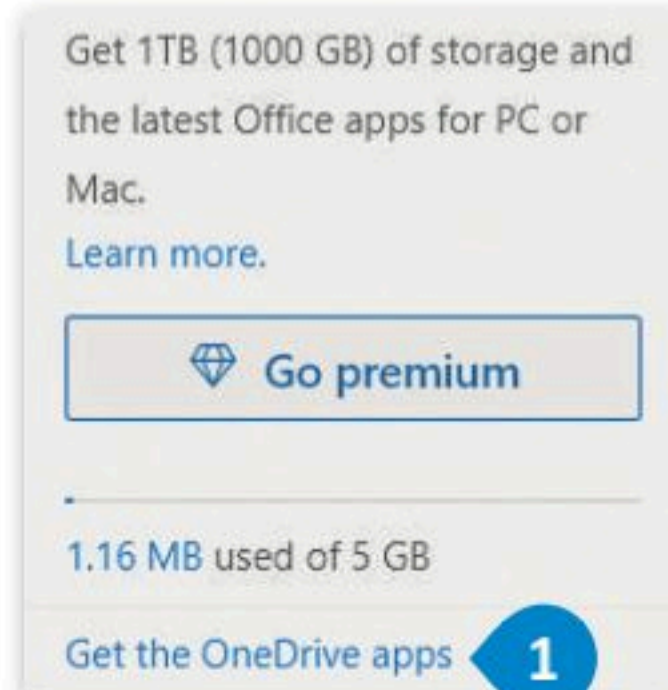 Get 1TB (1000 GB) of storage and
the latest Office apps for PC or
Mac.
Learn more.
Go premium
1.16 MB used of 5 GB
Get the OneDrive apps 1